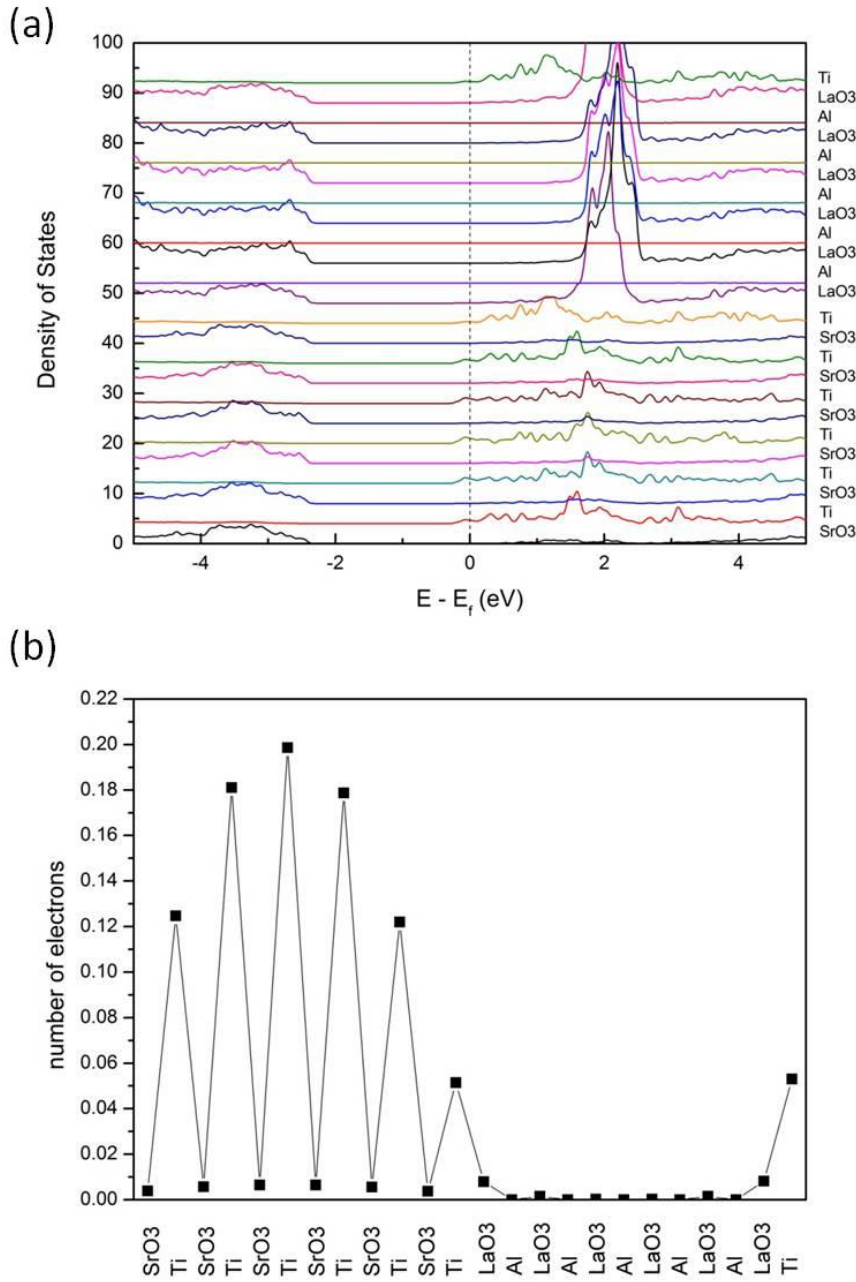 (a)
100
90
80
70
60
50
40
30
20
10
0
Density of States
-4
-2
0
2
4
E - E_f (eV)
Ti
LaO3
Al
LaO3
Al
LaO3
Al
LaO3
Al
LaO3
Al
LaO3
Ti
SrO3
Ti
SrO3
Ti
SrO3
Ti
SrO3
Ti
SrO3
Ti
SrO3
(b)
0.22
0.20
0.18
0.16
0.14
0.12
0.10
0.08
0.06
0.04
0.02
0.00
number of electrons
SrO3
Ti
SrO3
Ti
SrO3
Ti
SrO3
Ti
SrO3
Ti
SrO3
Ti
LaO3
Al
LaO3
Al
LaO3
Al
LaO3
Al
LaO3
Al
LaO3
Ti